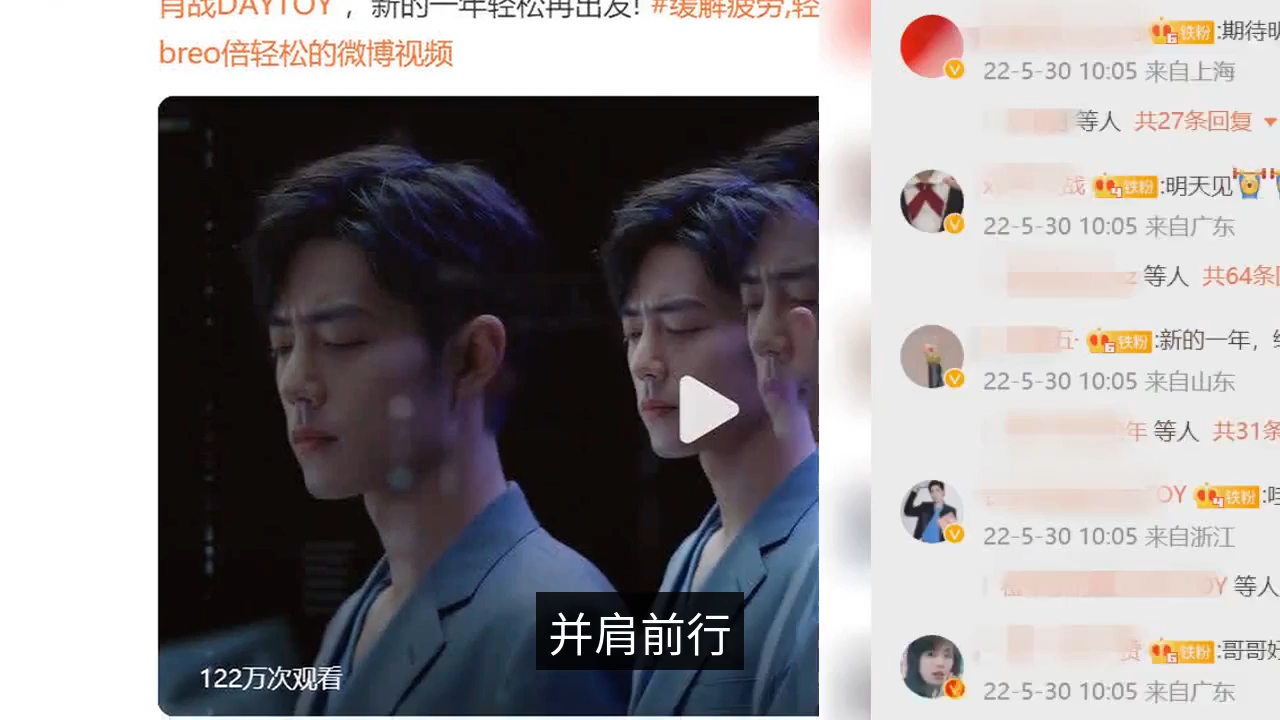 肖战DAYTOY，新的一年轻松再出发！#缓解疲劳,轻
breo倍轻松的微博视频
122万次观看
并肩前行
铁粉:期待明
22-5-30 10:05 来自上海
等人 共27条回复
战 铁粉:明天见
22-5-30 10:05 来自广东
z 等人 共64条回
五· 铁粉:新的一年，
22-5-30 10:05 来自山东
年 等人 共31条
OY 铁粉:哇
22-5-30 10:05 来自浙江
OY 等人
贡 铁粉:哥哥好
22-5-30 10:05 来自广东